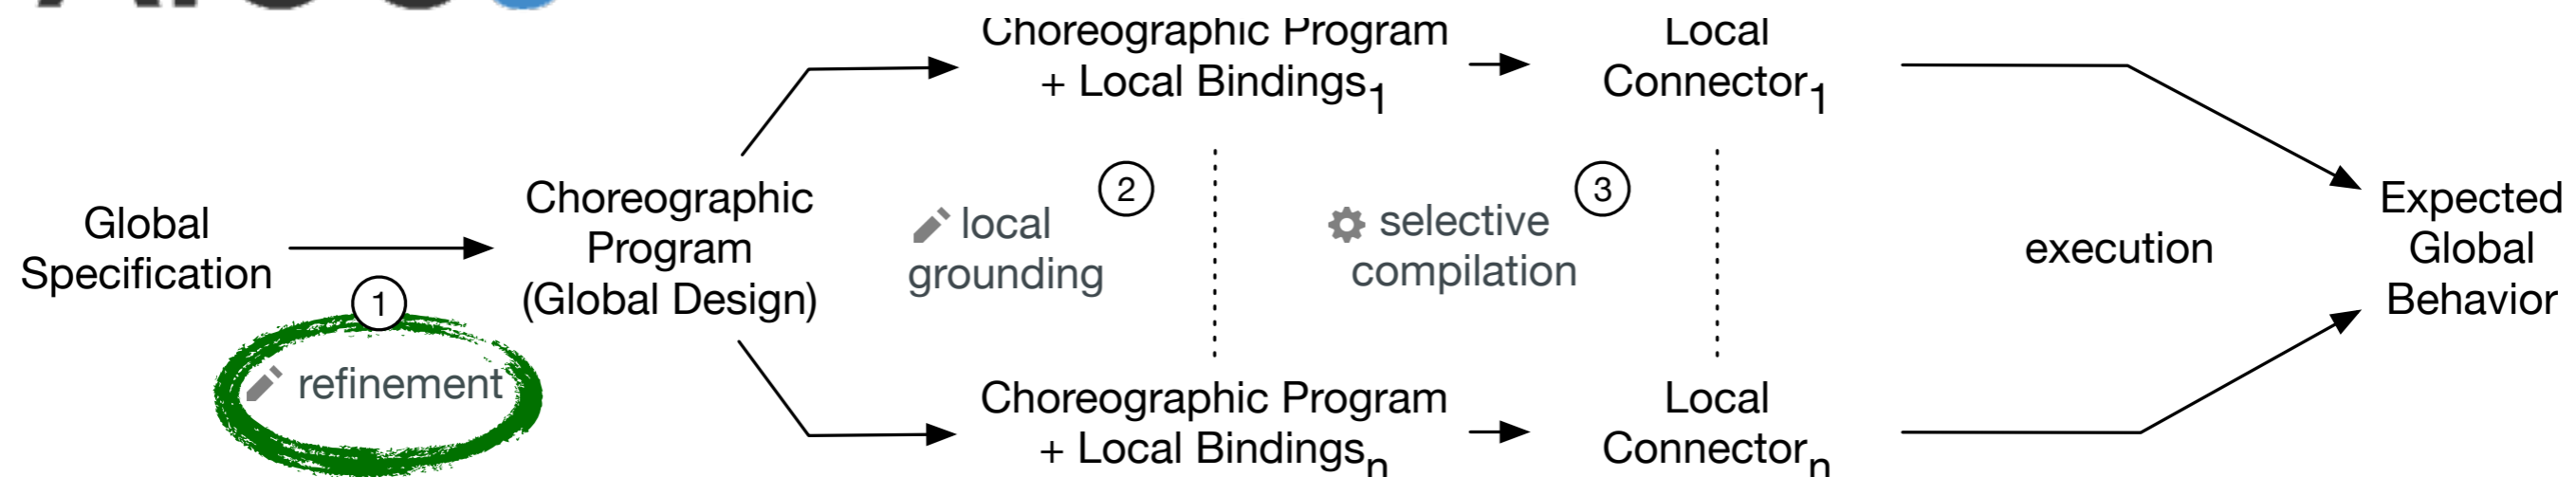 Choreographic Program
+ Local Bindings1
Local
Connector1
Global
Specification
1
refinement
Choreographic
Program
(Global Design)
local
grounding
2
selective
compilation
3
execution
Expected
Global
Behavior
Choreographic Program
+ Local Bindingsn
Local
Connectorn